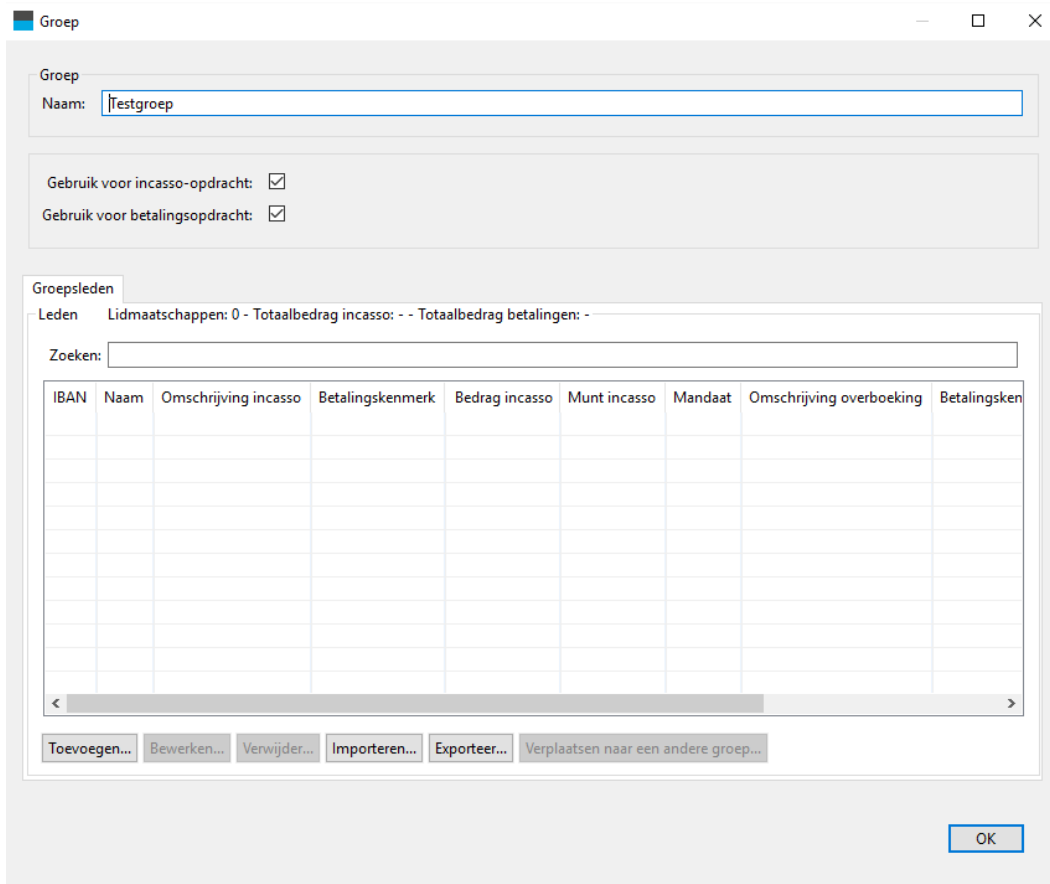 Groep
Groep
Naam: Testgroep
Gebruik voor incasso-opdracht:
Gebruik voor betalingsopdracht:
Groepsleden
Leden Lidmaatschappen: 0 - Totaalbedrag incasso: - - Totaalbedrag betalingen: -
Zoeken:
IBAN Naam Omschrijving incasso Betalingskenmerk Bedrag incasso Munt incasso Mandaat Omschrijving overboeking Betalingsken
Toevoegen... Bewerken... Verwijder... Importeren... Exporteer... Verplaatsen naar een andere groep...
OK